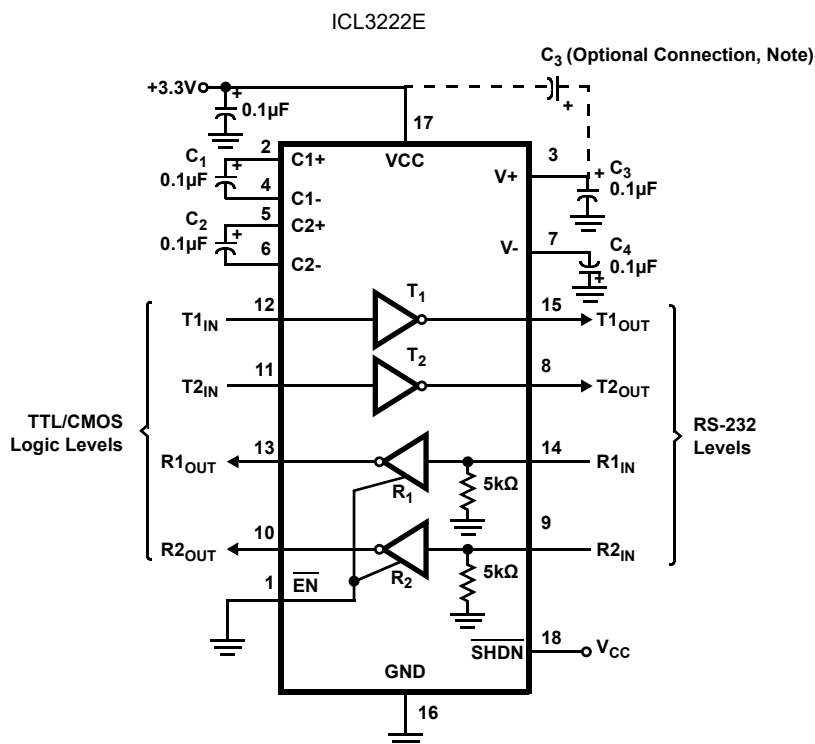 ICL3222E
C3 (Optional Connection, Note)
+3.3V
+
0.1µF
+
17
2
C1+
VCC
3
C1
0.1µF
+
4
C1-
V+
+
C3
0.1µF
5
C2+
C2
0.1µF
+
6
C2-
7
V-
C4
0.1µF
+
T1
T1IN
12
15
T1OUT
T2
T2IN
11
8
T2OUT
TTL/CMOS
Logic Levels
RS-232
Levels
R1OUT
13
14
R1IN
R1
5kΩ
R2OUT
10
9
R2IN
R2
5kΩ
1
EN
SHDN
18
VCC
GND
16